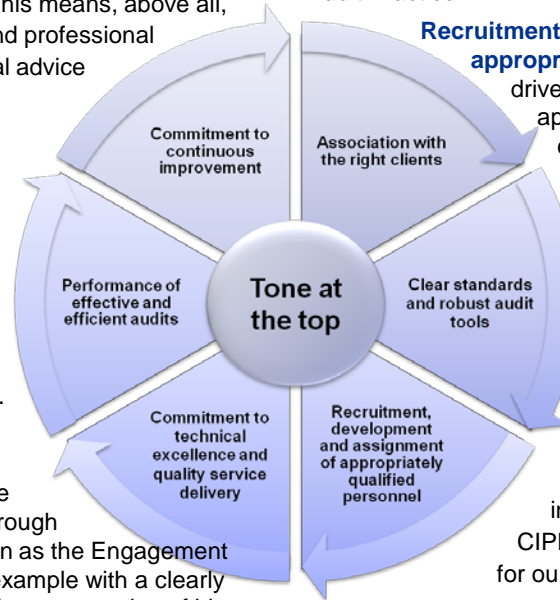 his means, above all,
nd professional
al advice
Recruitment
appropr
drive
ap
Commitment to
continuous
improvement
Association with
the right clients
Performance of
effective and
efficient audits
Tone at
the top
Clear standards
and robust audit
tools
Commitment to
technical
excellence and
quality service
delivery
Recruitment,
development
and assignment
of appropriately
qualified
personnel
e
rough
n as the Engagement
example with a clearly
in
CIPF
for ou